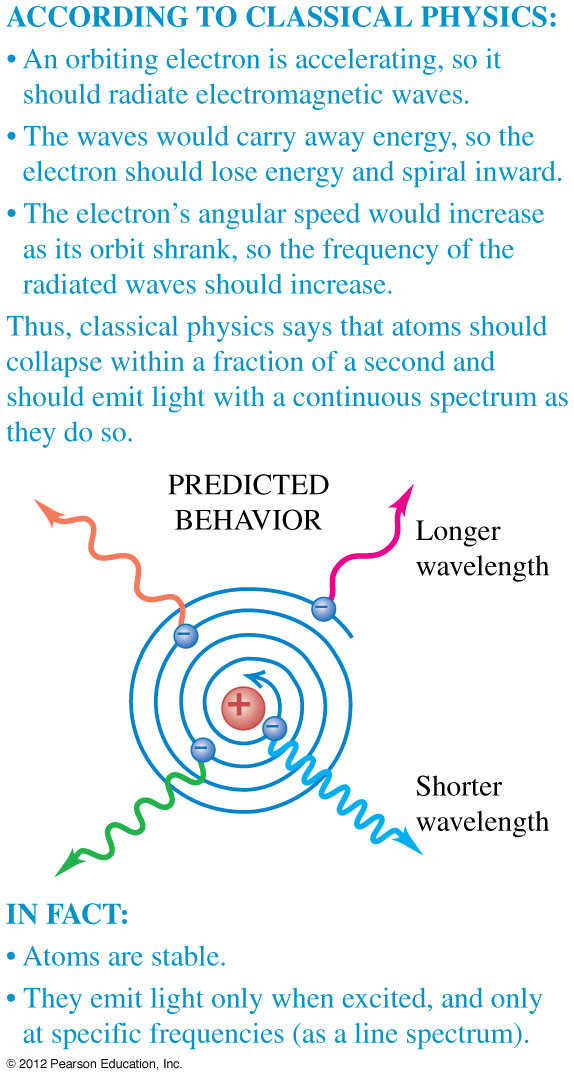 ACCORDING TO CLASSICAL PHYSICS:
• An orbiting electron is accelerating, so it
should radiate electromagnetic waves.
• The waves would carry away energy, so the
electron should lose energy and spiral inward.
• The electron’s angular speed would increase
as its orbit shrank, so the frequency of the
radiated waves should increase.
Thus, classical physics says that atoms should
collapse within a fraction of a second and
should emit light with a continuous spectrum as
they do so.
PREDICTED
BEHAVIOR
Longer
wavelength
−
−
+
−
−
Shorter
wavelength
IN FACT:
• Atoms are stable.
• They emit light only when excited, and only
at specific frequencies (as a line spectrum).
© 2012 Pearson Education, Inc.